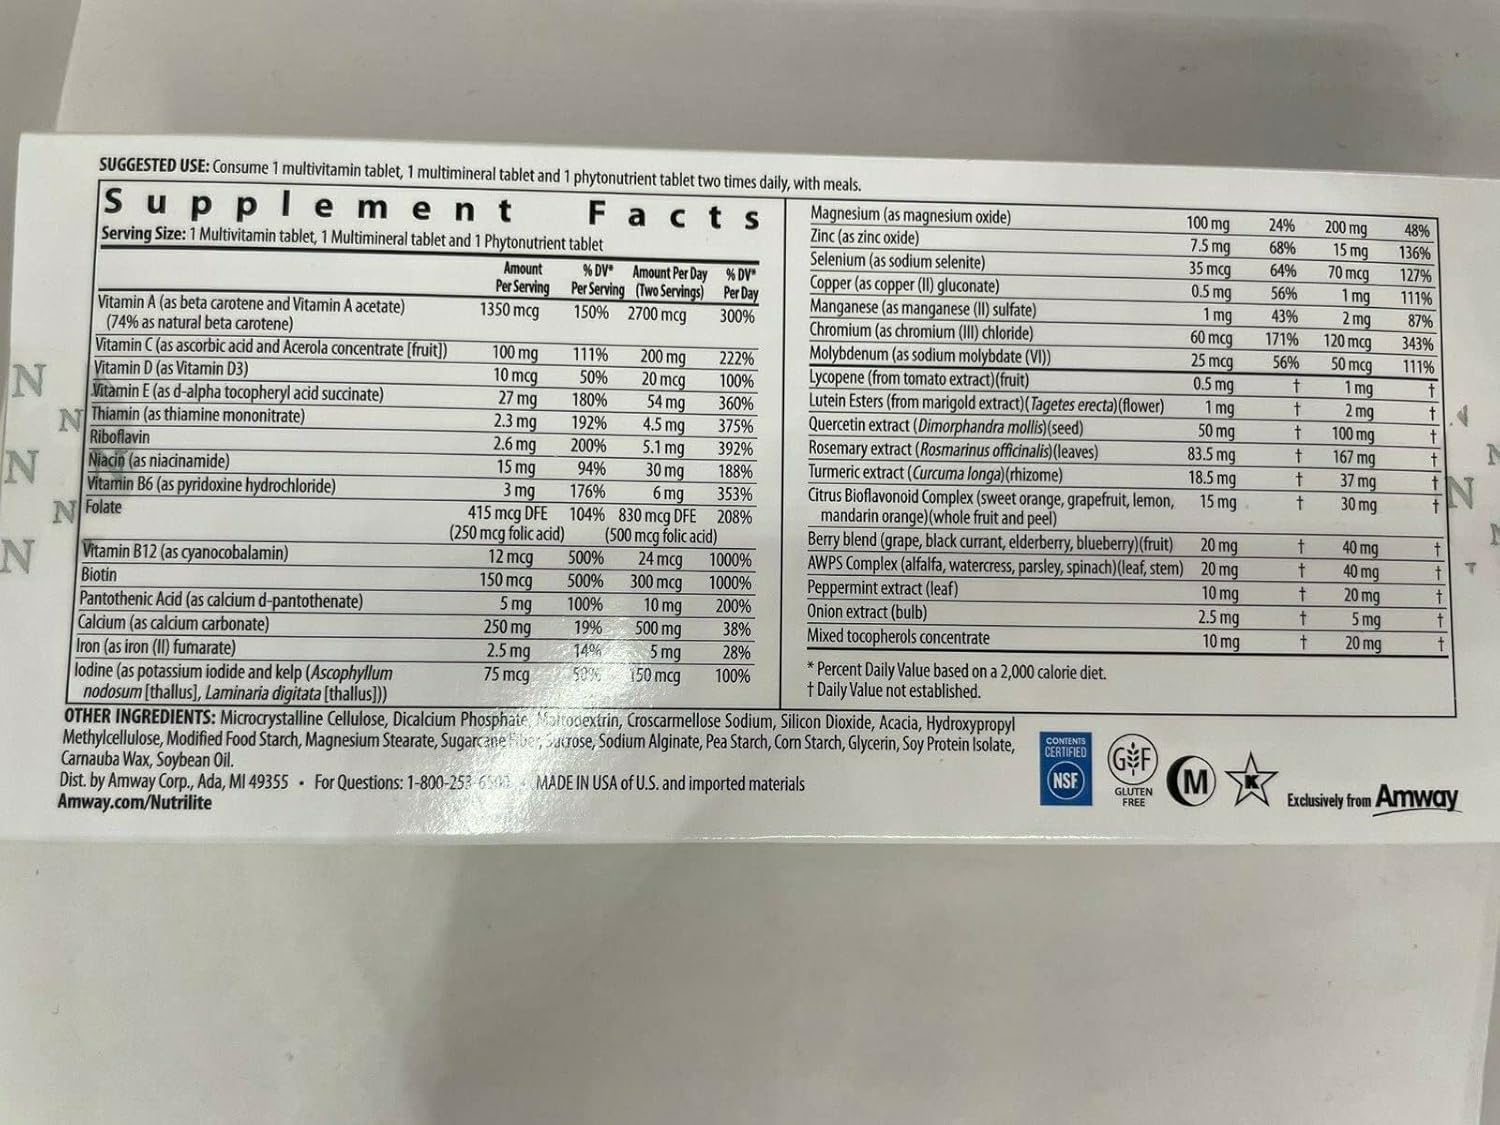 SUGGESTED USE: Consume 1 multivitamin tablet, 1 multimineral tablet and 1 phytonutrient tablet two times daily, with meals.
Supplement Facts
Serving Size: 1 Multivitamin tablet, 1 Multimineral tablet and 1 Phytonutrient tablet
Amount % DV* Amount Per Day % DV*
Per Serving Per Serving (Two Servings) Per Day
Vitamin A (as beta carotene and Vitamin A acetate) 1350 mcg 150% 2700 mcg 300%
(74% as natural beta carotene)
Vitamin C (as ascorbic acid and Acerola concentrate [fruit]) 100 mg 111% 200 mg 222%
Vitamin D (as Vitamin D3) 10 mcg 50% 20 mcg 100%
Vitamin E (as d-alpha tocopheryl acid succinate) 27 mg 180% 54 mg 360%
Thiamin (as thiamine mononitrate) 2.3 mg 192% 4.5 mg 375%
Riboflavin 2.6 mg 200% 5.1 mg 392%
Niacin (as niacinamide) 15 mg 94% 30 mg 188%
Vitamin B6 (as pyridoxine hydrochloride) 3 mg 176% 6 mg 353%
Folate 415 mcg DFE 104% 830 mcg DFE 208%
(250 mcg folic acid) (500 mcg folic acid)
Vitamin B12 (as cyanocobalamin) 12 mcg 500% 24 mcg 1000%
Biotin 150 mcg 500% 300 mcg 1000%
Pantothenic Acid (as calcium d-pantothenate) 5 mg 100% 10 mg 200%
Calcium (as calcium carbonate) 250 mg 19% 500 mg 38%
Iron (as iron (II) fumarate) 2.5 mg 14% 5 mg 28%
Iodine (as potassium iodide and kelp (Ascophyllum 75 mcg 50% 150 mcg 100%
nodosum [thallus], Laminaria digitata [thallus]))
Magnesium (as magnesium oxide) 100 mg 24% 200 mg 48%
Zinc (as zinc oxide) 7.5 mg 68% 15 mg 136%
Selenium (as sodium selenite) 35 mcg 64% 70 mcg 127%
Copper (as copper (II) gluconate) 0.5 mg 56% 1 mg 111%
Manganese (as manganese (II) sulfate) 1 mg 43% 2 mg 87%
Chromium (as chromium (III) chloride) 60 mcg 171% 120 mcg 343%
Molybdenum (as sodium molybdate (VI)) 25 mcg 56% 50 mcg 111%
Lycopene (from tomato extract)(fruit) 0.5 mg † 1 mg †
Lutein Esters (from marigold extract)(Tagetes erecta)(flower) 1 mg † 2 mg †
Quercetin extract (Dimorphandra mollis)(seed) 50 mg † 100 mg †
Rosemary extract (Rosmarinus officinalis)(leaves) 83.5 mg † 167 mg †
Turmeric extract (Curcuma longa)(rhizome) 18.5 mg † 37 mg †
Citrus Bioflavonoid Complex (sweet orange, grapefruit, lemon, 15 mg † 30 mg †
mandarin orange)(whole fruit and peel)
Berry blend (grape, black currant, elderberry, blueberry)(fruit) 20 mg † 40 mg †
AWPS Complex (alfalfa, watercress, parsley, spinach)(leaf, stem) 20 mg † 40 mg †
Peppermint extract (leaf) 10 mg † 20 mg †
Onion extract (bulb) 2.5 mg † 5 mg †
Mixed tocopherols concentrate 10 mg † 20 mg †
* Percent Daily Value based on a 2,000 calorie diet.
† Daily Value not established.
OTHER INGREDIENTS: Microcrystalline Cellulose, Dicalcium Phosphate, Maltodextrin, Croscarmellose Sodium, Silicon Dioxide, Acacia, Hydroxypropyl
Methylcellulose, Modified Food Starch, Magnesium Stearate, Sugarcane Fiber, Sucrose, Sodium Alginate, Pea Starch, Corn Starch, Glycerin, Soy Protein Isolate,
Carnauba Wax, Soybean Oil.
Dist. by Amway Corp., Ada, MI 49355 • For Questions: 1-800-253- • MADE IN USA of U.S. and imported materials
Amway.com/Nutrilite
CONTENTS
CERTIFIED
NSF
GF
GLUTEN
FREE
M
K
Exclusively from Amway
N
N
N
N
N
N